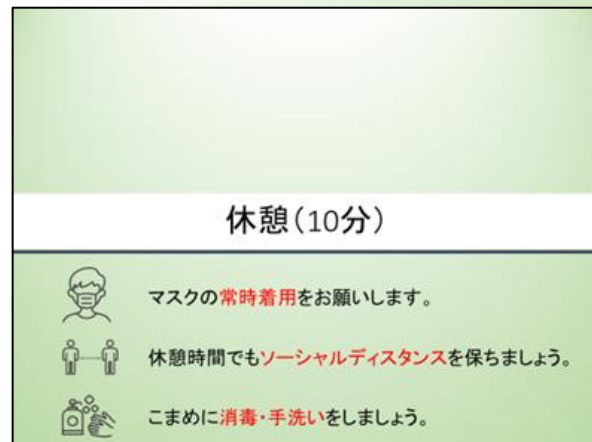 休憩(10分)
マスクの常時着用をお願いします。
休憩時間でもソーシャルディスタンスを保ちましょう。
こまめに消毒・手洗いをしましょう。